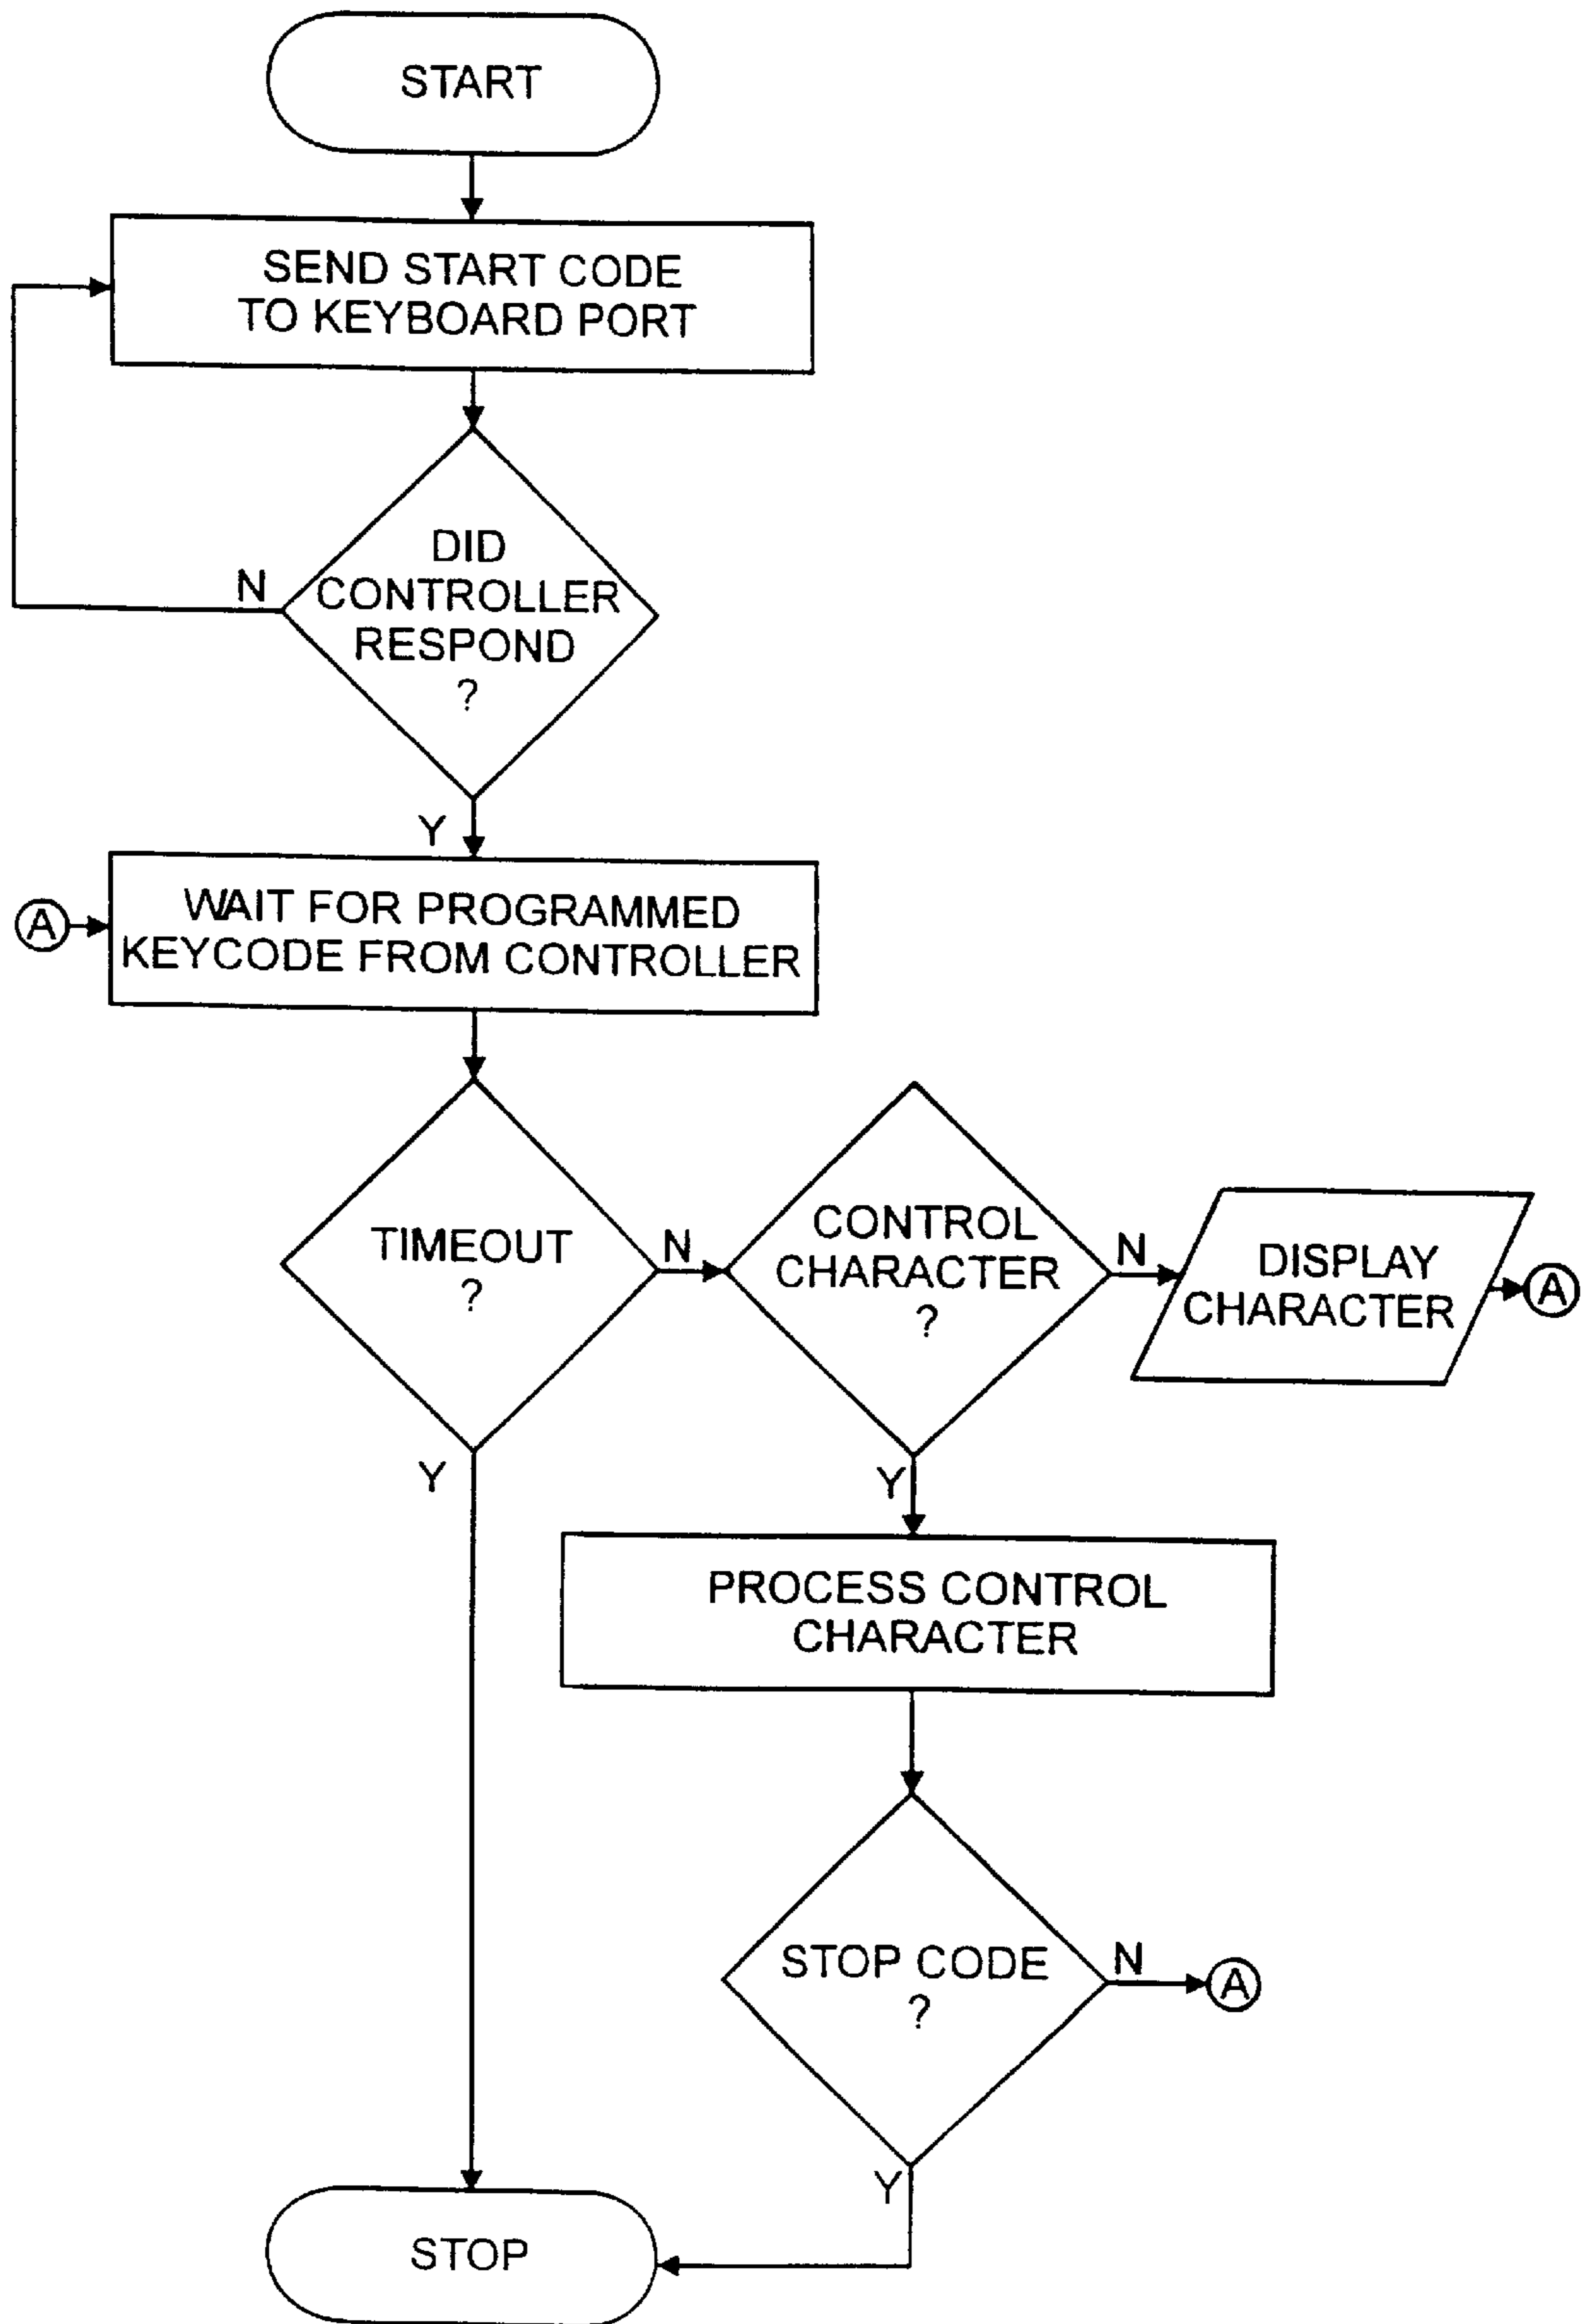 START
SEND START CODE
TO KEYBOARD PORT
DID
CONTROLLER
RESPOND
?
N
Y
A
WAIT FOR PROGRAMMED
KEYCODE FROM CONTROLLER
TIMEOUT
?
N
Y
CONTROL
CHARACTER
?
N
Y
DISPLAY
CHARACTER
A
PROCESS CONTROL
CHARACTER
STOP CODE
?
N
A
Y
STOP